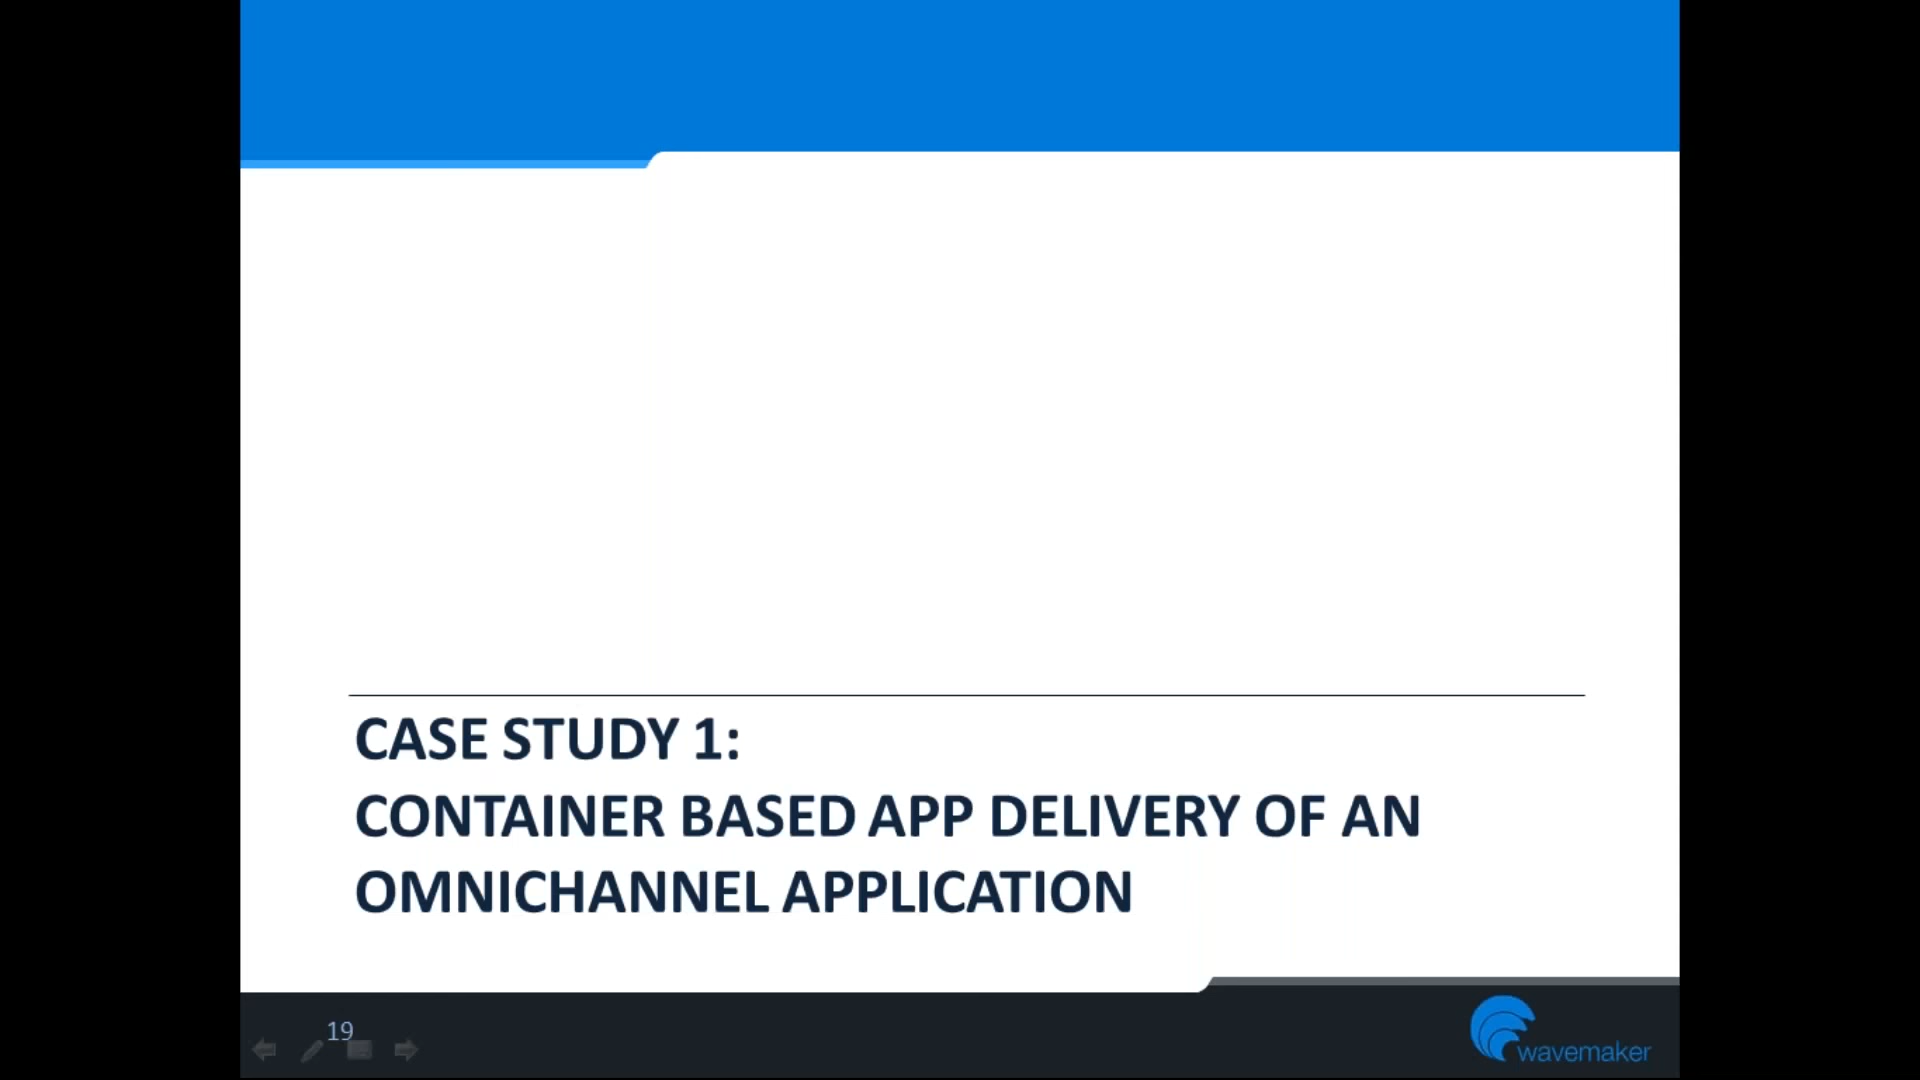 CASE STUDY 1:
CONTAINER BASED APP DELIVERY OF AN
OMNICHANNEL APPLICATION
19
wavemaker